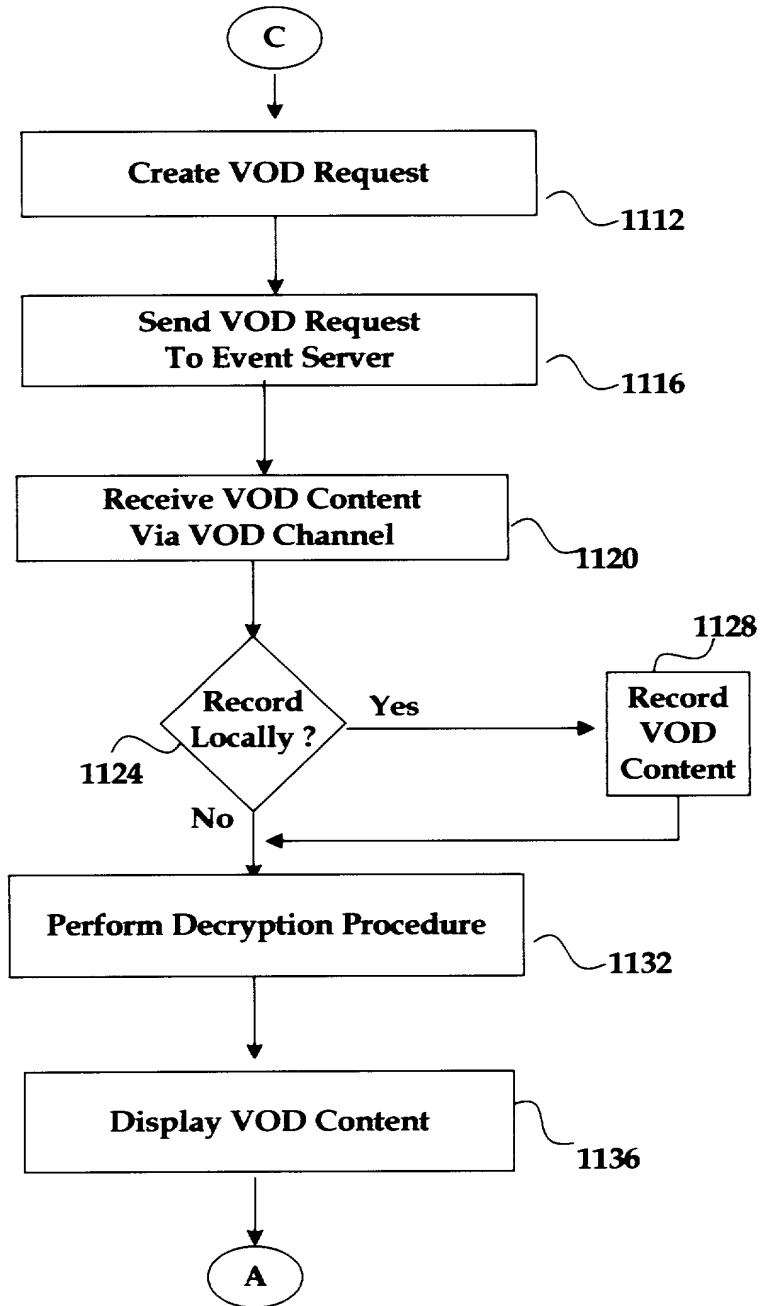 C
Create VOD Request
1112
Send VOD Request
To Event Server
1116
Receive VOD Content
Via VOD Channel
1120
1128
Record
Locally ?
Yes
Record
VOD
Content
1124
No
Perform Decryption Procedure
1132
Display VOD Content
1136
A